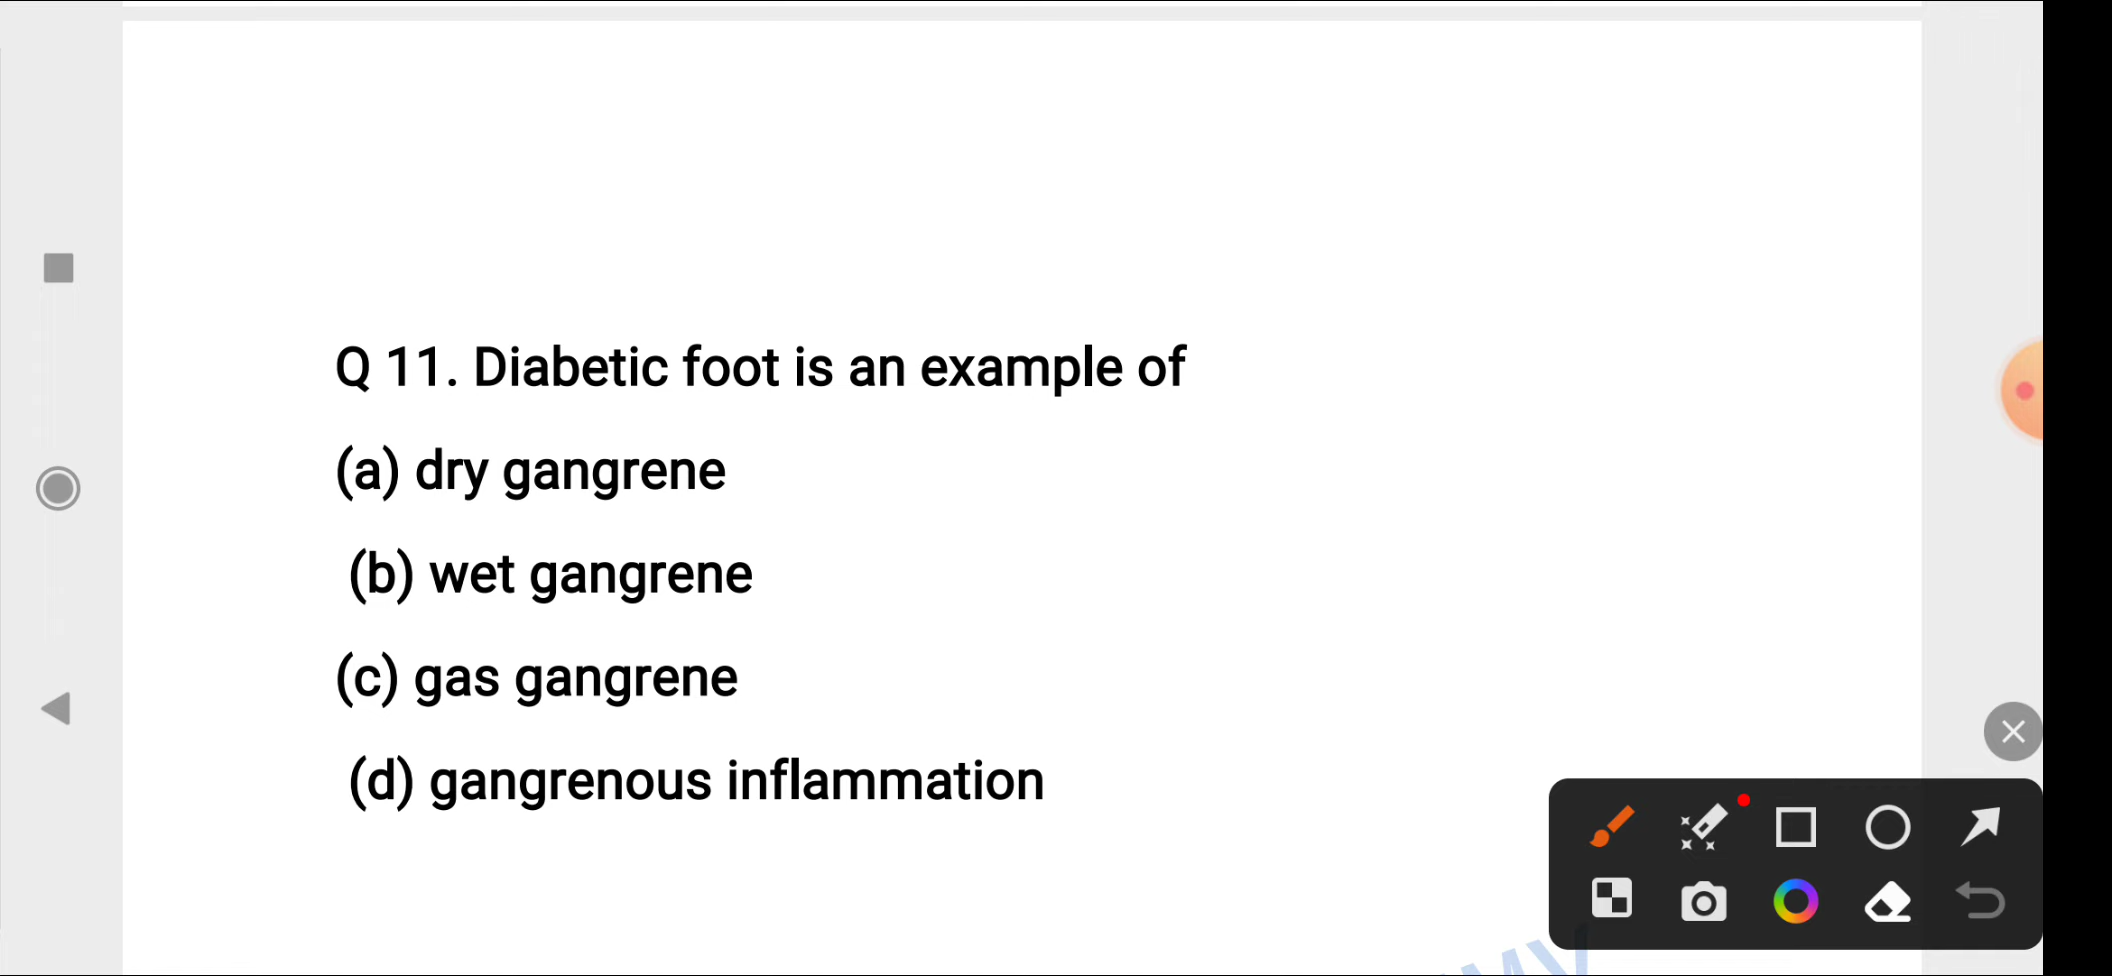 Q 11. Diabetic foot is an example of
(a) dry gangrene
(b) wet gangrene
(c) gas gangrene
(d) gangrenous inflammation